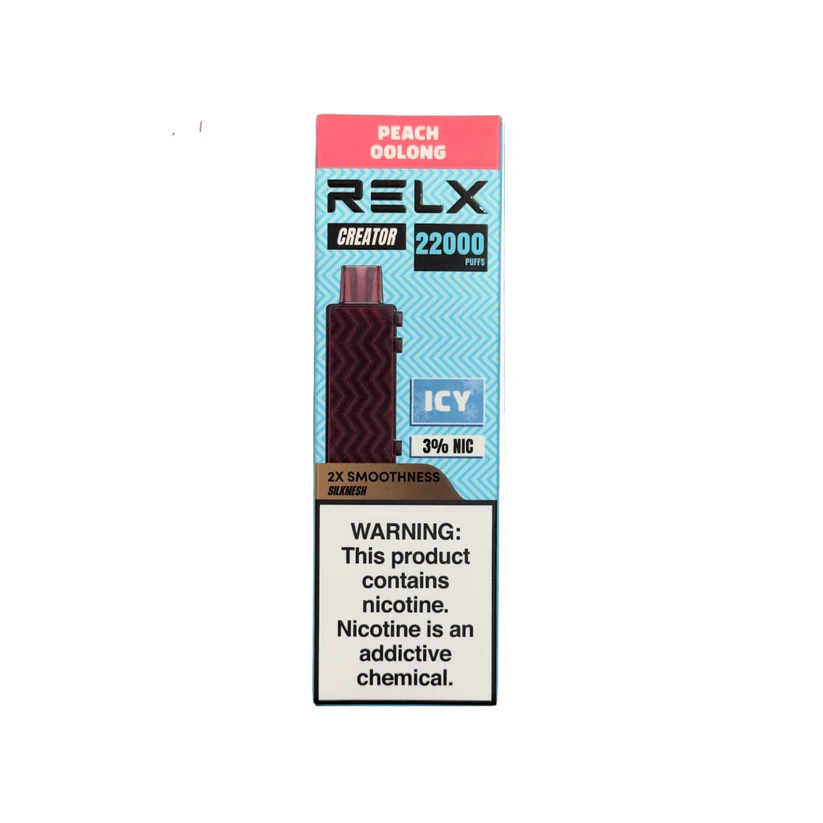 PEACH
OOLONG
RELX
CREATOR
22000
PUFFS
ICY
3% NIC
2X SMOOTHNESS
SILKMESH
WARNING:
This product
contains
nicotine.
Nicotine is an
addictive
chemical.